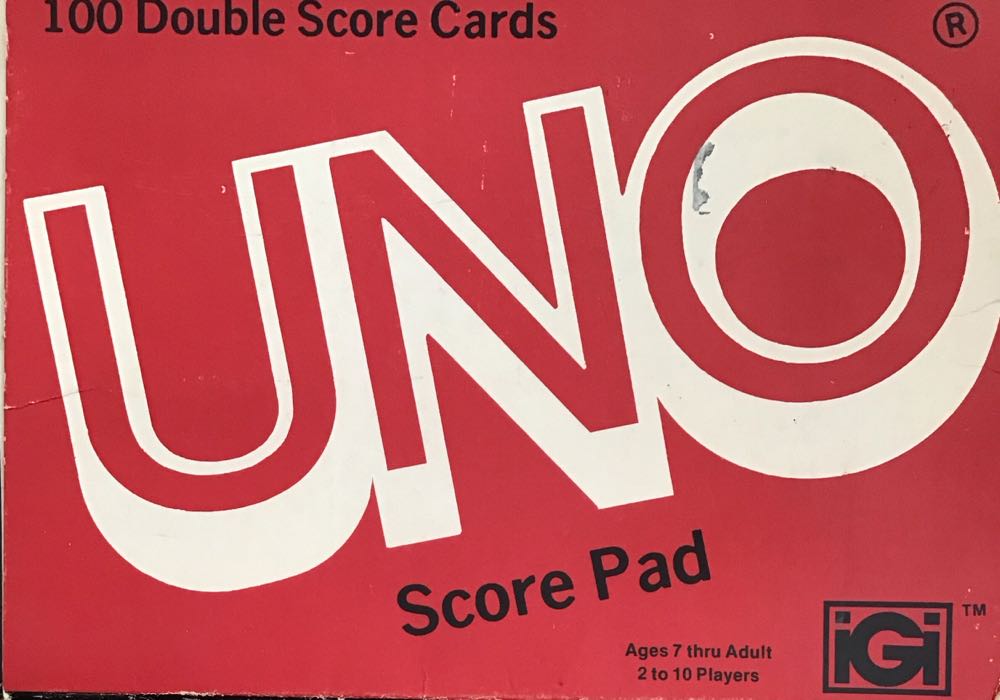 100 Double Score Cards
®
UNO
Score Pad
Ages 7 thru Adult
2 to 10 Players
iGi ™